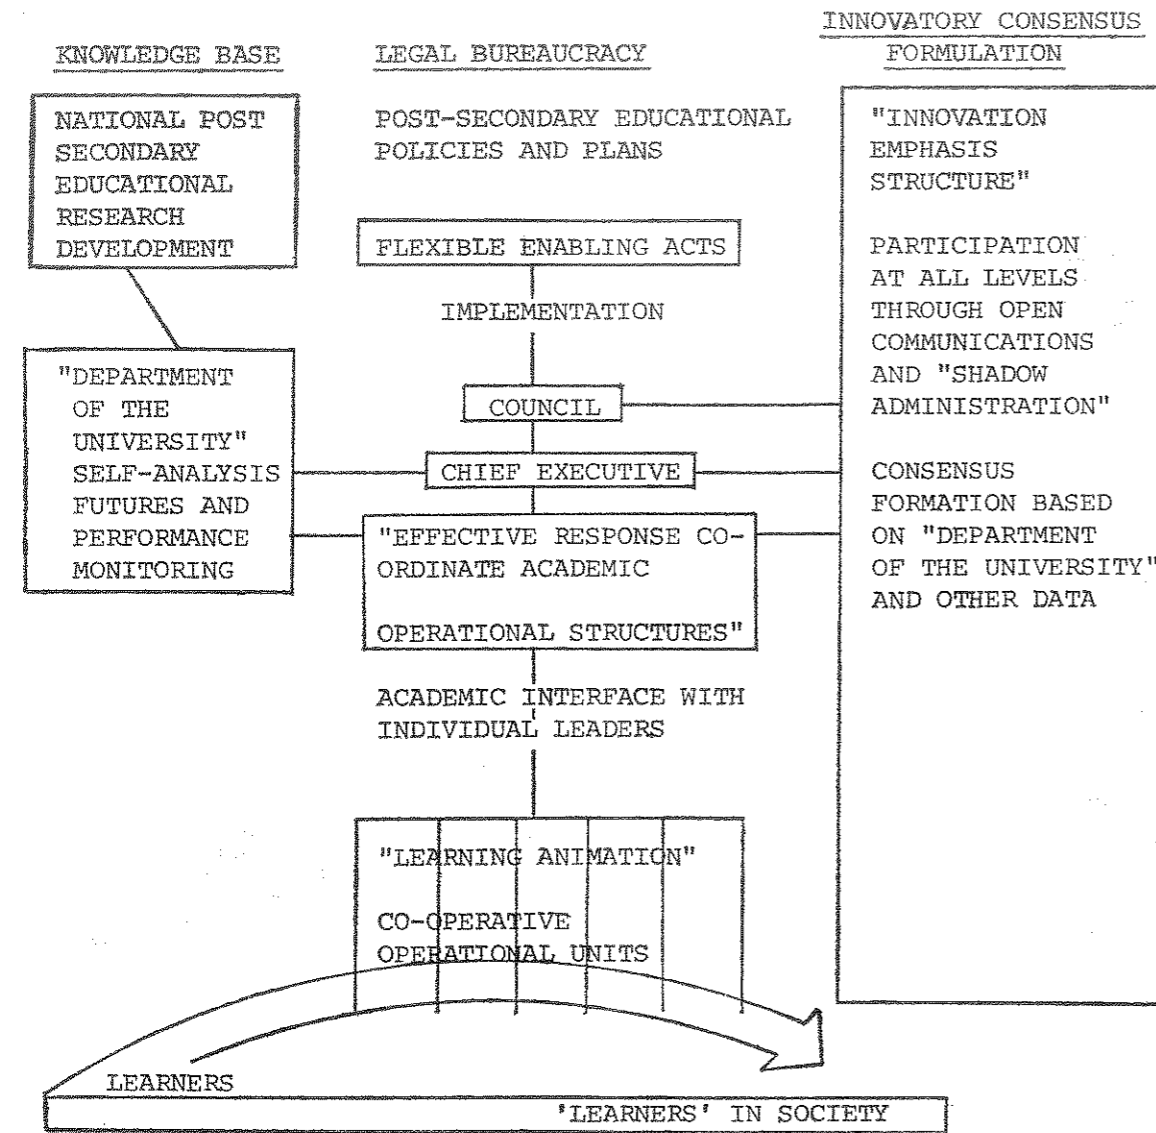 KNOWLEDGE BASE
LEGAL BUREAUCRACY
INNOVATORY CONSENSUS
FORMULATION
NATIONAL POST
SECONDARY
EDUCATIONAL
RESEARCH
DEVELOPMENT
"DEPARTMENT
OF THE
UNIVERSITY"
SELF-ANALYSIS
FUTURES AND
PERFORMANCE
MONITORING
POST-SECONDARY EDUCATIONAL
POLICIES AND PLANS
FLEXIBLE ENABLING ACTS
IMPLEMENTATION
COUNCIL
CHIEF EXECUTIVE
"EFFECTIVE RESPONSE CO-
ORDINATE ACADEMIC
OPERATIONAL STRUCTURES"
ACADEMIC INTERFACE WITH
INDIVIDUAL LEADERS
"LEARNING ANIMATION"
CO-OPERATIVE
OPERATIONAL UNITS
"INNOVATION
EMPHASIS
STRUCTURE"
PARTICIPATION
AT ALL LEVELS
THROUGH OPEN
COMMUNICATIONS
AND "SHADOW
ADMINISTRATION"
CONSENSUS
FORMATION BASED
ON "DEPARTMENT
OF THE UNIVERSITY"
AND OTHER DATA
LEARNERS
'LEARNERS' IN SOCIETY